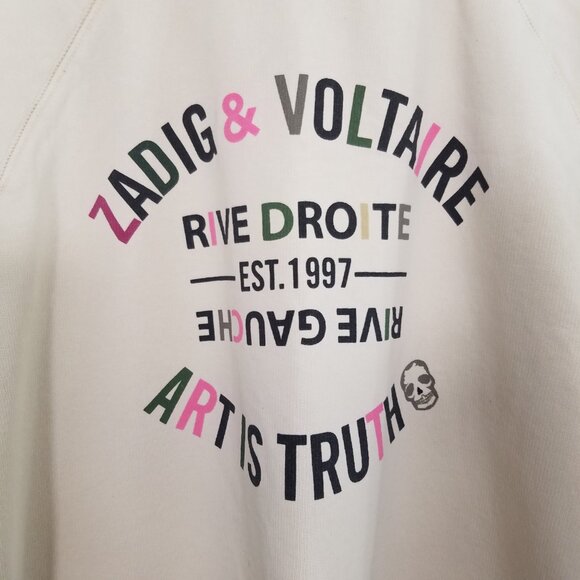 ZADIG & VOLTAIRE
RIVE DROITE
EST.1997
RIVE GAUCHE
ART IS TRUTH